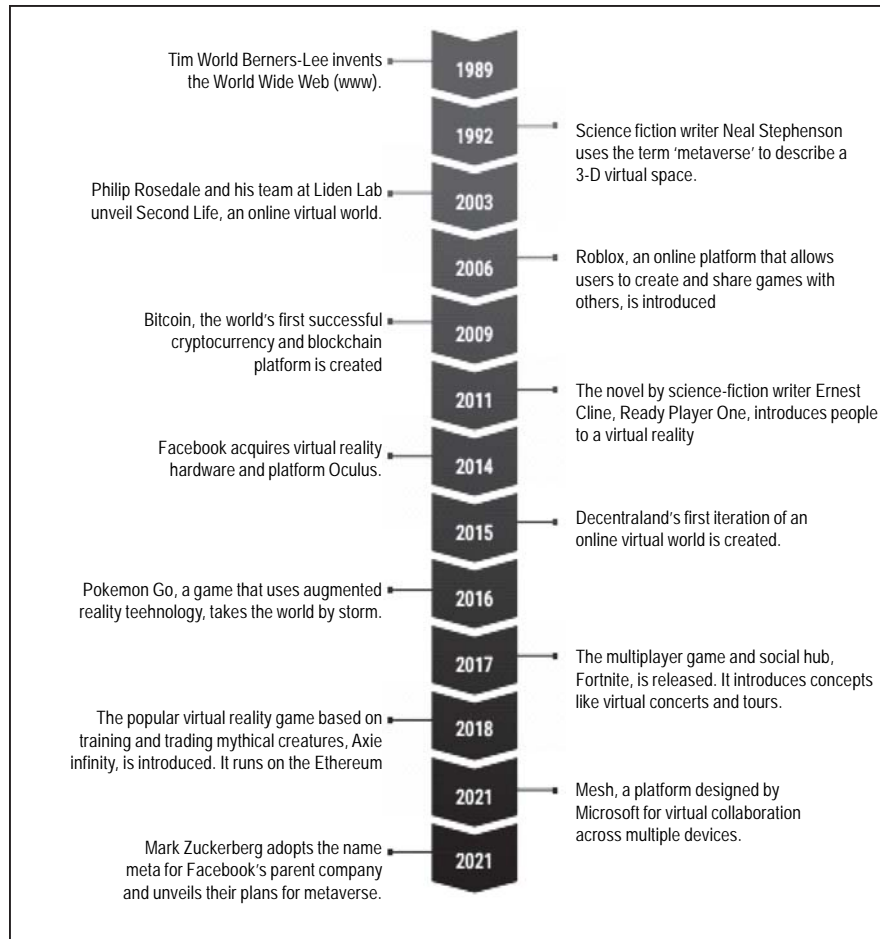 Tim World Berners-Lee invents
the World Wide Web (www).
1989
1992
Science fiction writer Neal Stephenson
uses the term ‘metaverse’ to describe a
3-D virtual space.
Philip Rosedale and his team at Liden Lab
unveil Second Life, an online virtual world.
2003
2006
Roblox, an online platform that allows
users to create and share games with
others, is introduced
Bitcoin, the world’s first successful
cryptocurrency and blockchain
platform is created
2009
2011
The novel by science-fiction writer Ernest
Cline, Ready Player One, introduces people
to a virtual reality
Facebook acquires virtual reality
hardware and platform Oculus.
2014
2015
Decentraland’s first iteration of an
online virtual world is created.
Pokemon Go, a game that uses augmented
reality teehnology, takes the world by storm.
2016
2017
The multiplayer game and social hub,
Fortnite, is released. It introduces concepts
like virtual concerts and tours.
The popular virtual reality game based on
training and trading mythical creatures, Axie
infinity, is introduced. It runs on the Ethereum
2018
2021
Mesh, a platform designed by
Microsoft for virtual collaboration
across multiple devices.
Mark Zuckerberg adopts the name
meta for Facebook’s parent company
and unveils their plans for metaverse.
2021